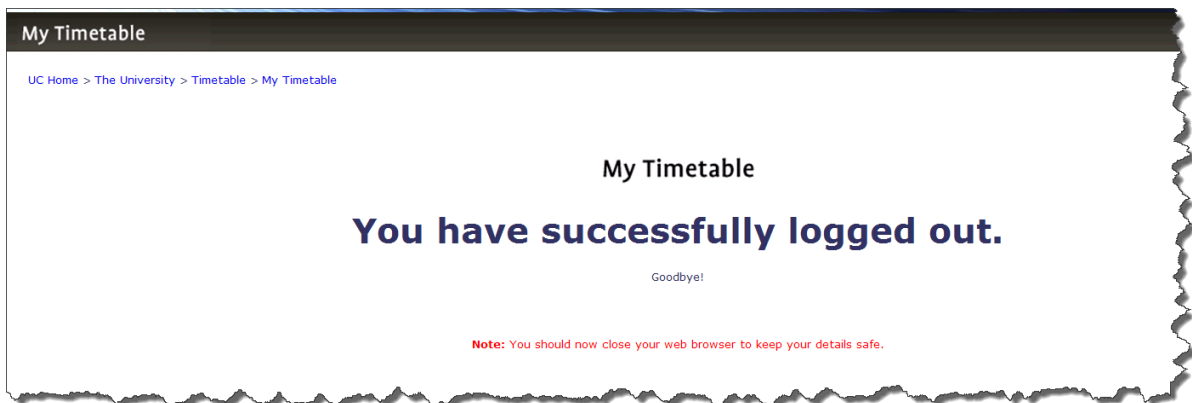 My Timetable
UC Home > The University > Timetable > My Timetable
My Timetable
You have successfully logged out.
Goodbye!
Note: You should now close your web browser to keep your details safe.